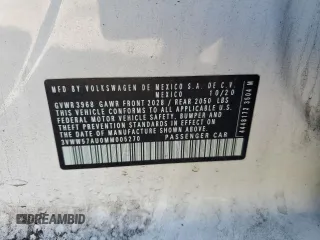 MFD BY VOLKSWAGEN DE MEXICO S.A. DE C.V.
MEXICO 10/20
GVWR 3968 GAWR FRONT 2028 / REAR 2050 LBS
THIS VEHICLE CONFORMS TO ALL APPLICABLE
FEDERAL MOTOR VEHICLE SAFETY, BUMPER AND
THEFT PREVENTION STANDARDS IN EFFECT ON THE
DATE OF MANUFACTURE SHOWN ABOVE
3VWW57AU0MM005270 PASSENGER CAR
DRAMEBID